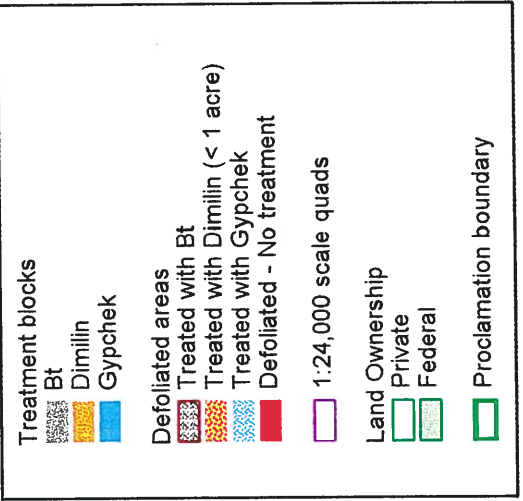 Treatment blocks
Bt
Dimilin
Gypchek
Defoliated areas
Treated with Bt
Treated with Dimilin (< 1 acre)
Treated with Gypchek
Defoliated - No treatment
1:24,000 scale quads
Land Ownership
Private
Federal
Proclamation boundary